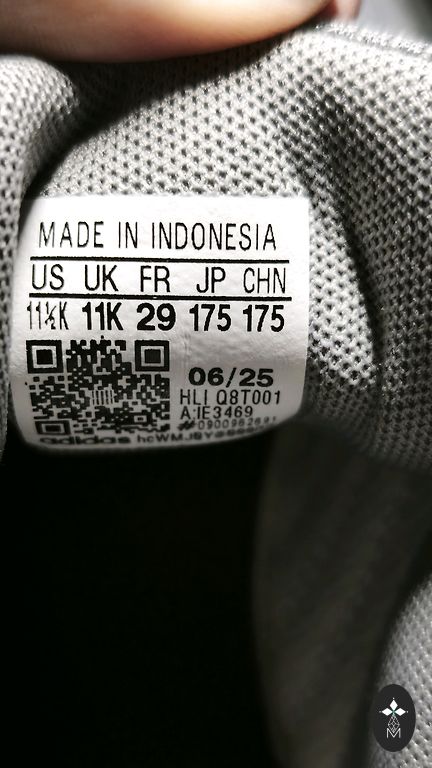 MADE IN INDONESIA
US UK FR JP CHN
11½K 11K 29 175 175
06/25
HLI Q8T001
A:IE3469
adidas
M